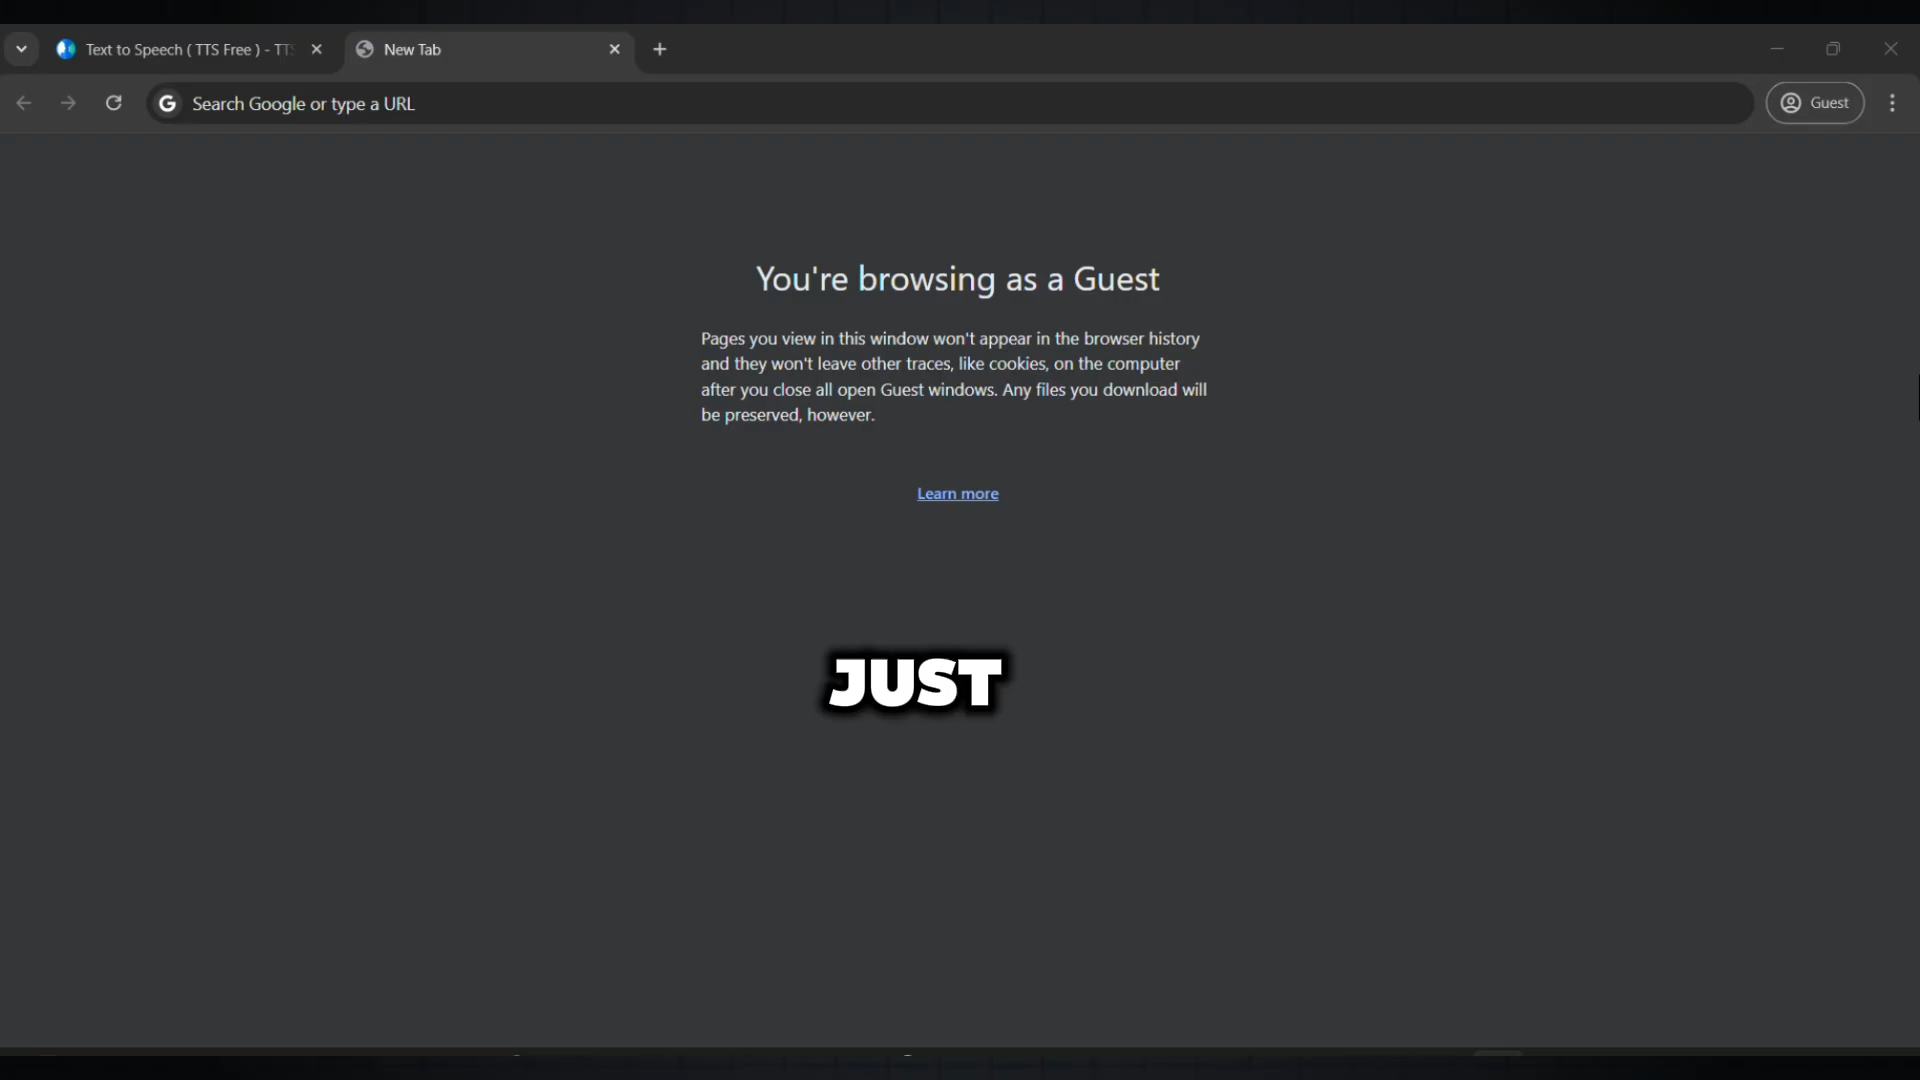 Text to Speech ( TTS Free ) - TTS
New Tab
Search Google or type a URL
Guest
You're browsing as a Guest
Pages you view in this window won't appear in the browser history
and they won't leave other traces, like cookies, on the computer
after you close all open Guest windows. Any files you download will
be preserved, however.
Learn more
JUST